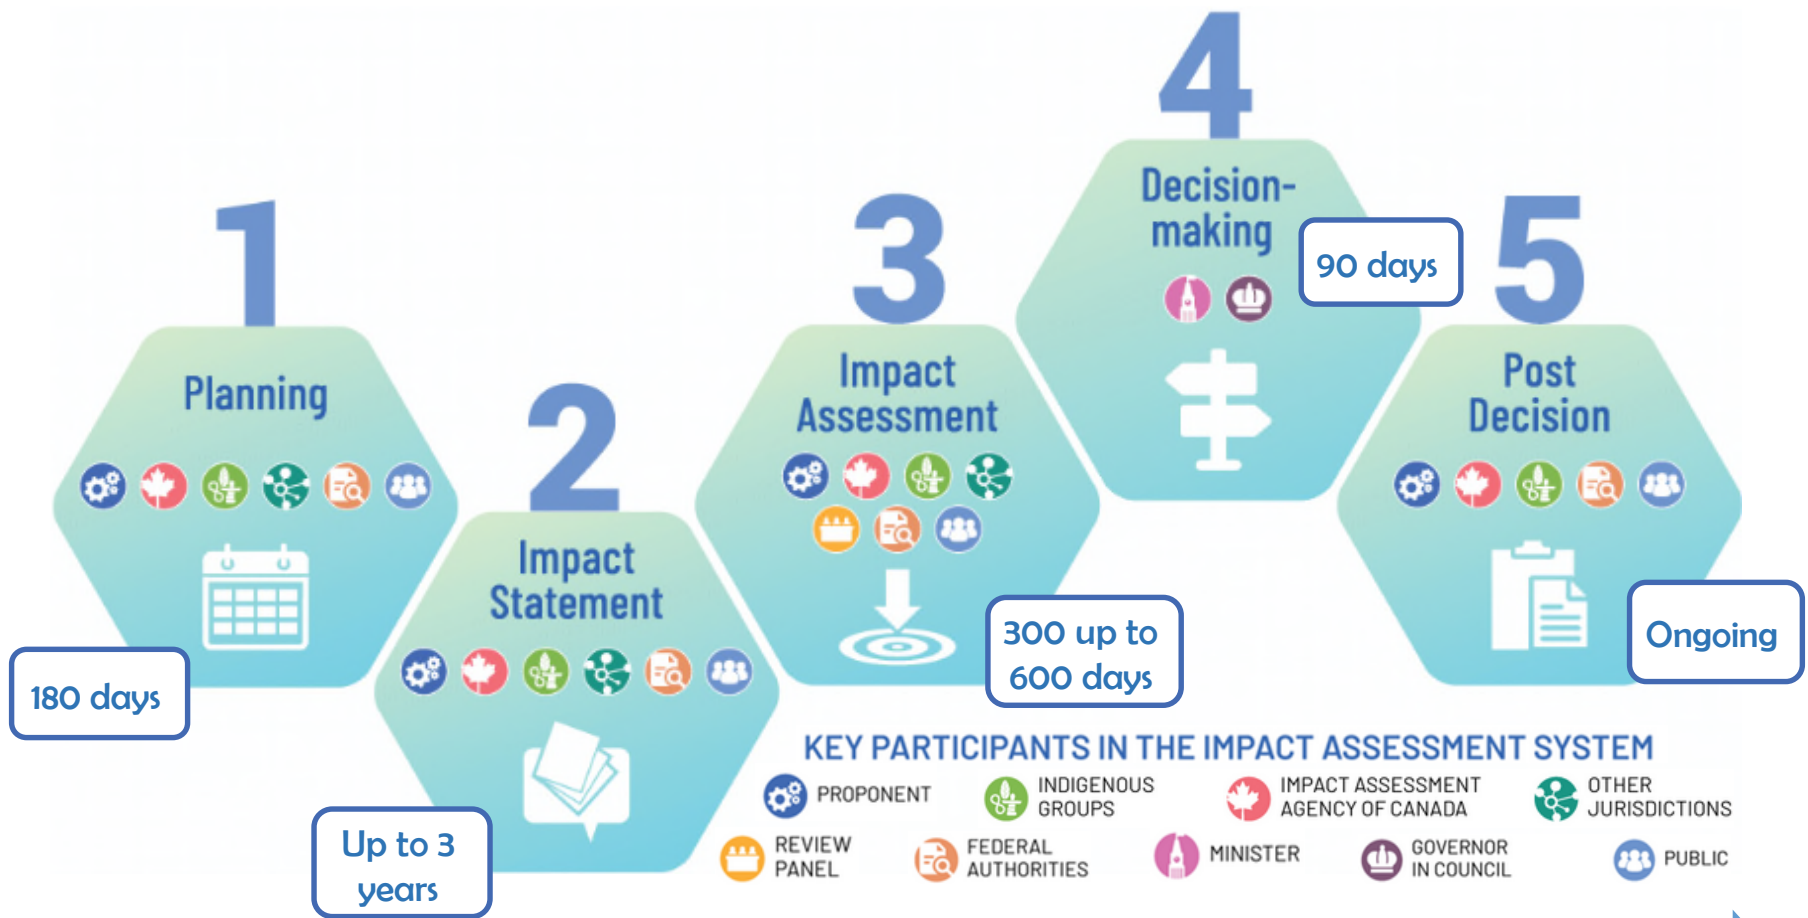 1
Planning
180 days
2
Impact
Statement
Up to 3
years
3
Impact
Assessment
300 up to
600 days
4
Decision-
making
90 days
5
Post
Decision
Ongoing
KEY PARTICIPANTS IN THE IMPACT ASSESSMENT SYSTEM
PROPONENT
INDIGENOUS
GROUPS
IMPACT ASSESSMENT
AGENCY OF CANADA
OTHER
JURISDICTIONS
REVIEW
PANEL
FEDERAL
AUTHORITIES
MINISTER
GOVERNOR
IN COUNCIL
PUBLIC